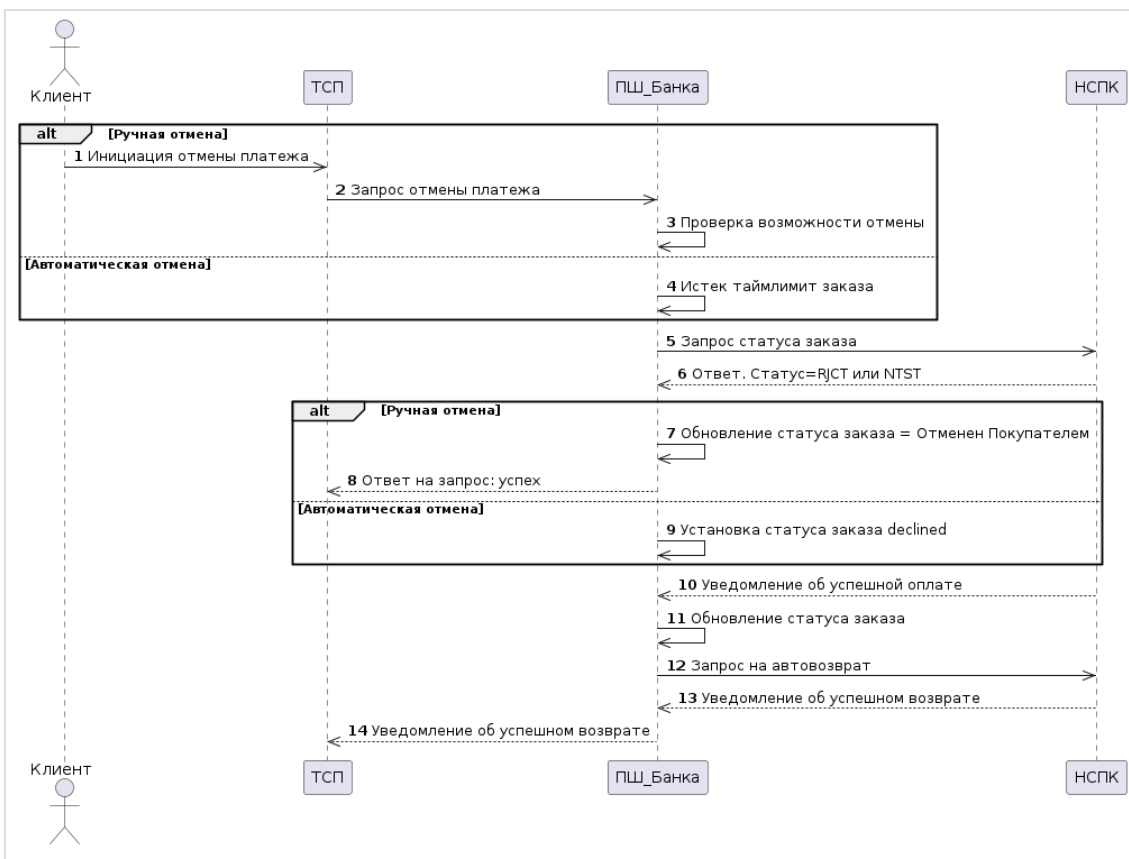 Клиент
ТСП
ПШ_Банка
НСПК
alt [Ручная отмена]
1 Инициация отмены платежа
2 Запрос отмены платежа
3 Проверка возможности отмены
[Автоматическая отмена]
4 Истек таймлимит заказа
5 Запрос статуса заказа
6 Ответ. Статус=RJCT или NTST
alt [Ручная отмена]
7 Обновление статуса заказа = Отменен Покупателем
8 Ответ на запрос: успех
[Автоматическая отмена]
9 Установка статуса заказа declined
10 Уведомление об успешной оплате
11 Обновление статуса заказа
12 Запрос на автовозврат
13 Уведомление об успешном возврате
14 Уведомление об успешном возврате
Клиент
ТСП
ПШ_Банка
НСПК